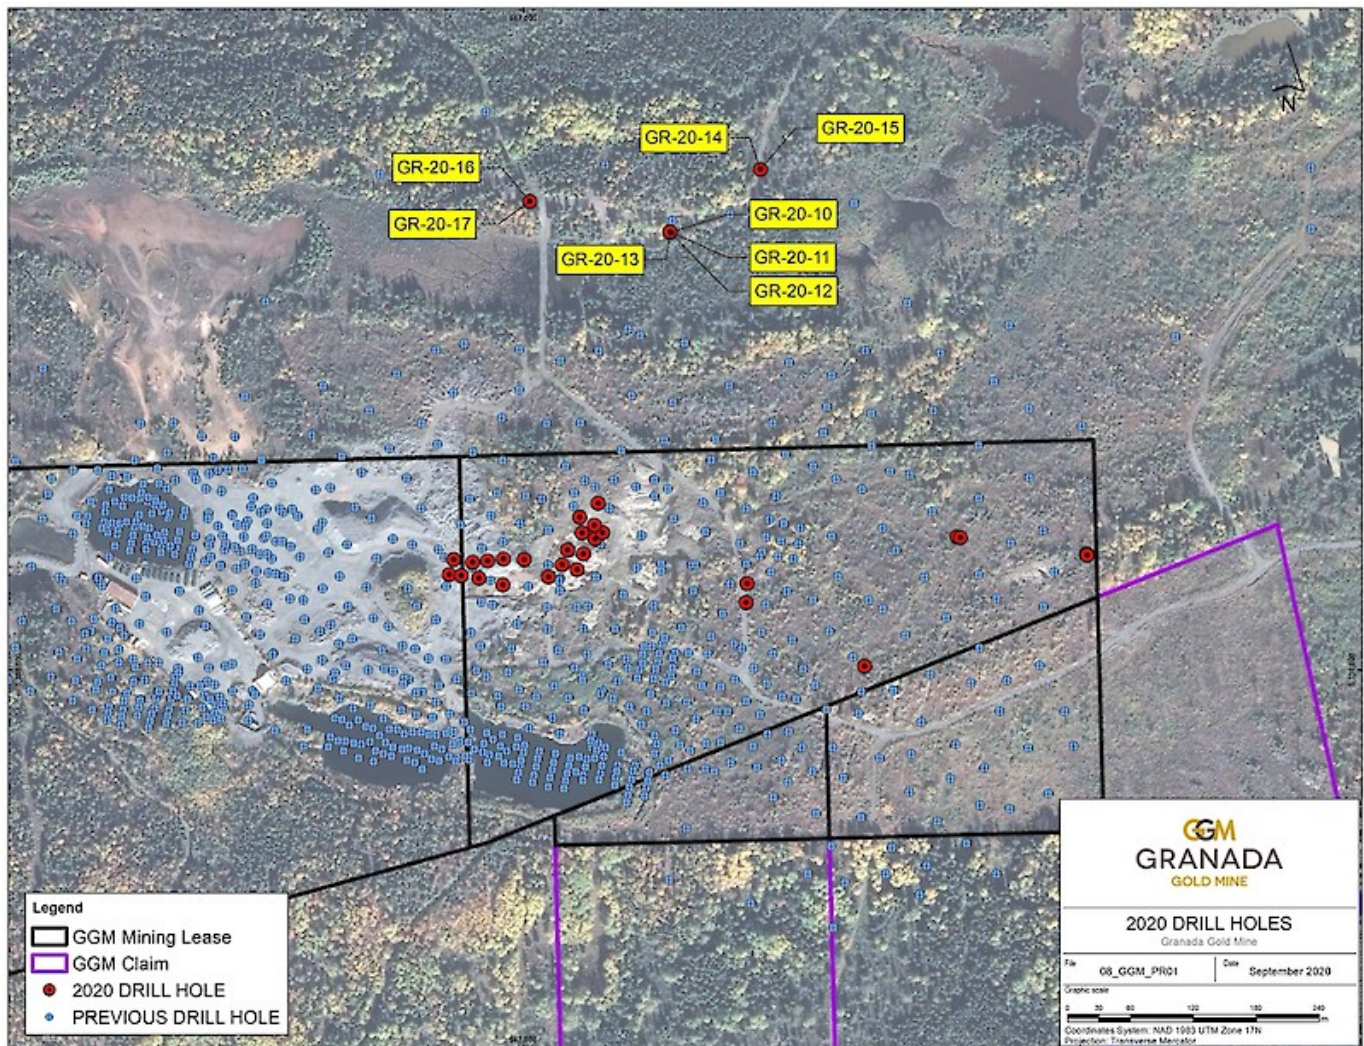 N
GR-20-14
GR-20-15
GR-20-16
GR-20-17
GR-20-10
GR-20-13
GR-20-11
GR-20-12
Legend
GGM Mining Lease
GGM Claim
2020 DRILL HOLE
PREVIOUS DRILL HOLE
GGM
GRANADA
GOLD MINE
2020 DRILL HOLES
Granada Gold Mine
File 08_GGM_PR01 Date September 2020
Graphic scale
0 30 60 120 180 240
m
Coordinates System: NAD 1983 UTM Zone 17N
Projection: Transverse Mercator